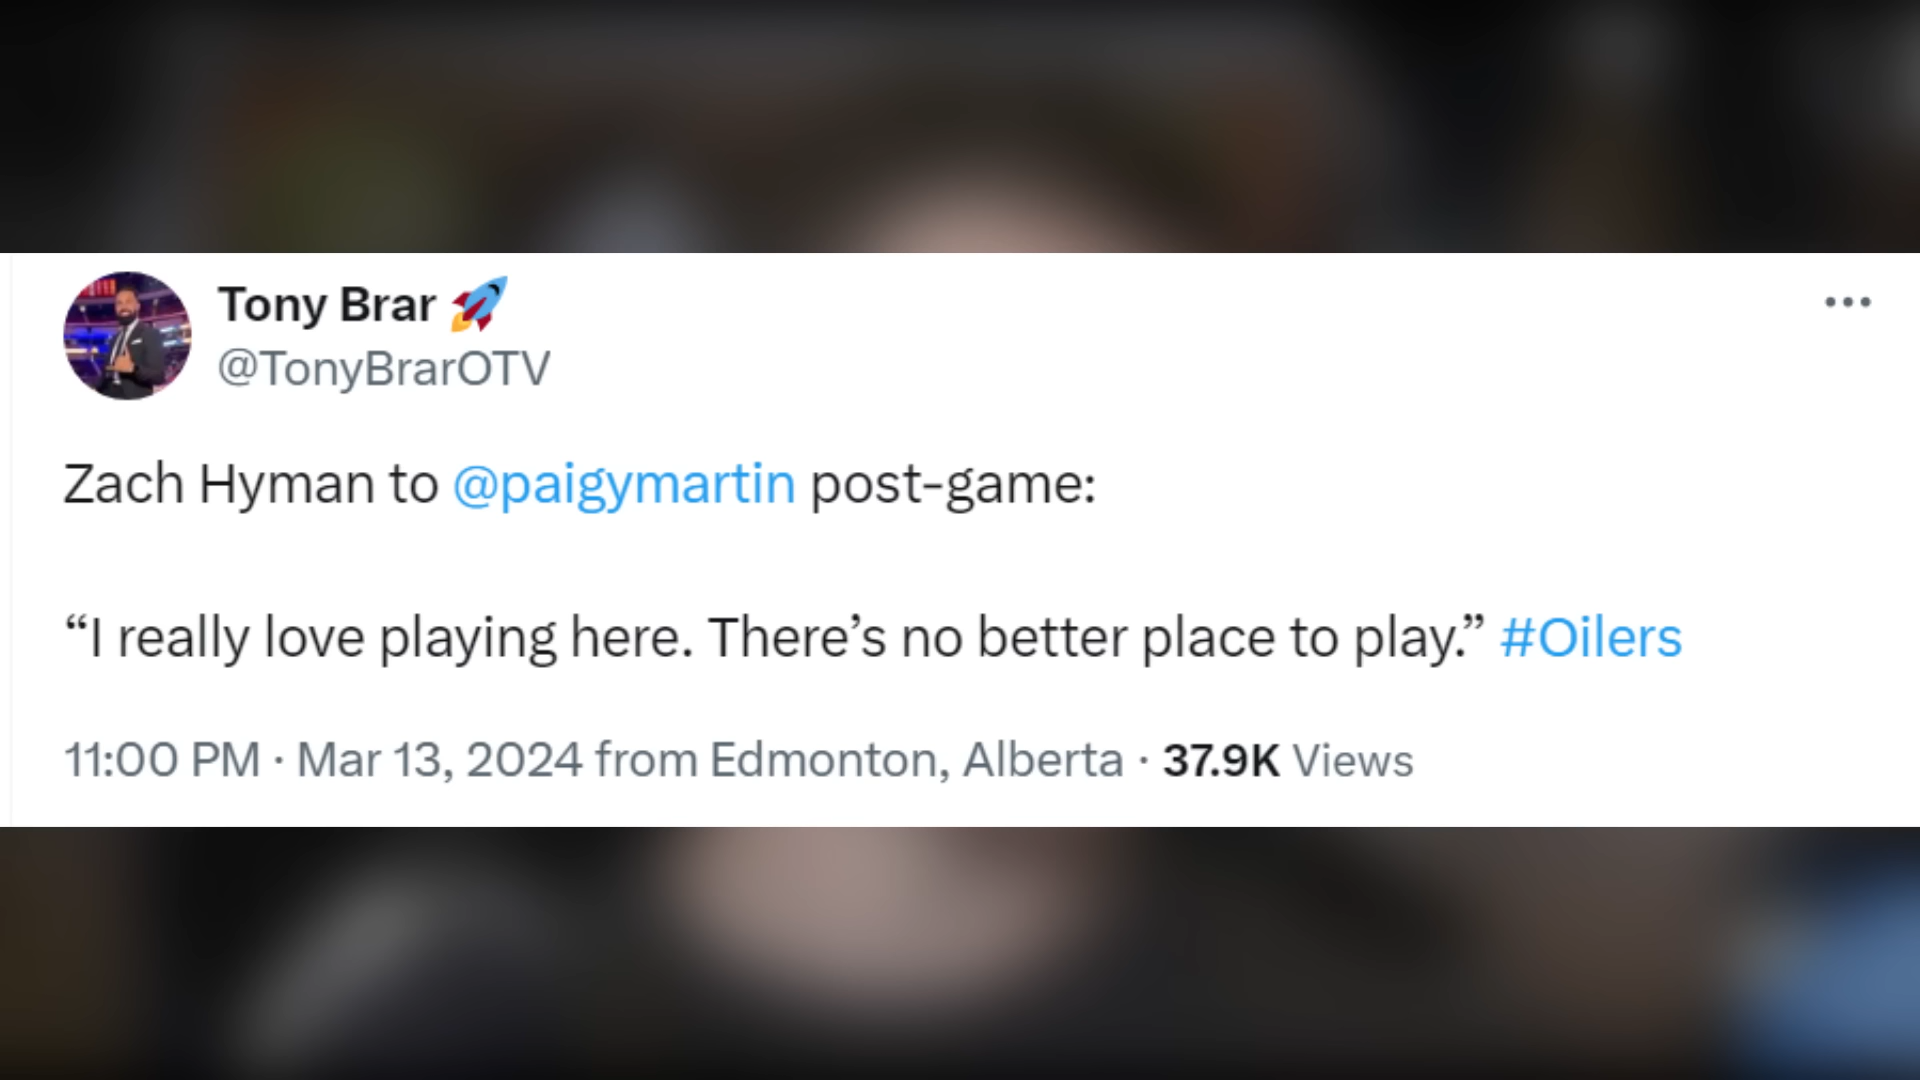 Tony Brar 🚀
@TonyBrarOTV
Zach Hyman to @paigymartin post-game:
“I really love playing here. There’s no better place to play.” #Oilers
11:00 PM · Mar 13, 2024 from Edmonton, Alberta · 37.9K Views